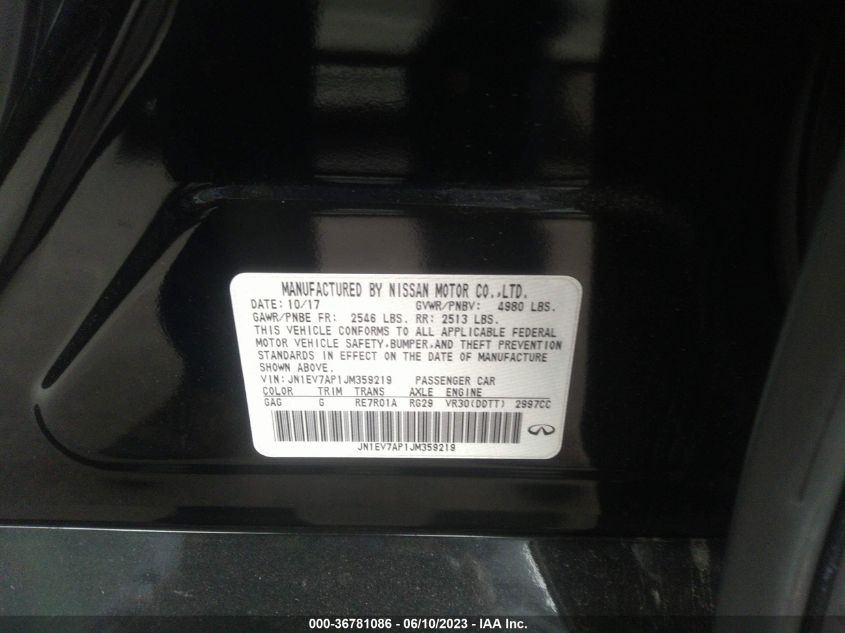 MANUFACTURED BY NISSAN MOTOR CO.,LTD.
DATE: 10/17 GVWR/PNBV: 4980 LBS.
GAWR/PNBE FR: 2546 LBS. RR: 2513 LBS.
THIS VEHICLE CONFORMS TO ALL APPLICABLE FEDERAL
MOTOR VEHICLE SAFETY,BUMPER,AND THEFT PREVENTION
STANDARDS IN EFFECT ON THE DATE OF MANUFACTURE
SHOWN ABOVE.
VIN: JN1EV7AP1JM359219 PASSENGER CAR
COLOR TRIM TRANS AXLE ENGINE
GAG G RE7R01A RG29 VR30(DDTT) 2997CC
JN1EV7AP1JM359219
000-36781086 - 06/10/2023 - IAA Inc.